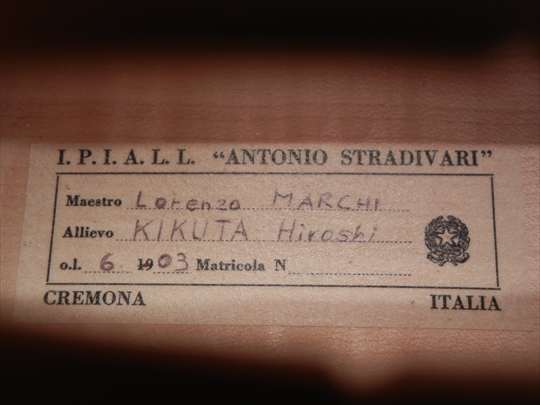 I. P. I. A. L. L. "ANTONIO STRADIVARI"
Maestro Lorenzo MARCHI
Allievo KIKUTA Hiroshi
o.l. 6 1903 Matricola N
CREMONA ITALIA